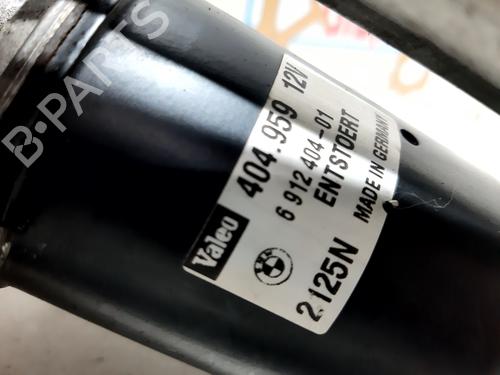 Valeo 404.959 12V
6 912 404-01
ENTSTOERT
2.125N MADE IN GERMANY
B-PARTS